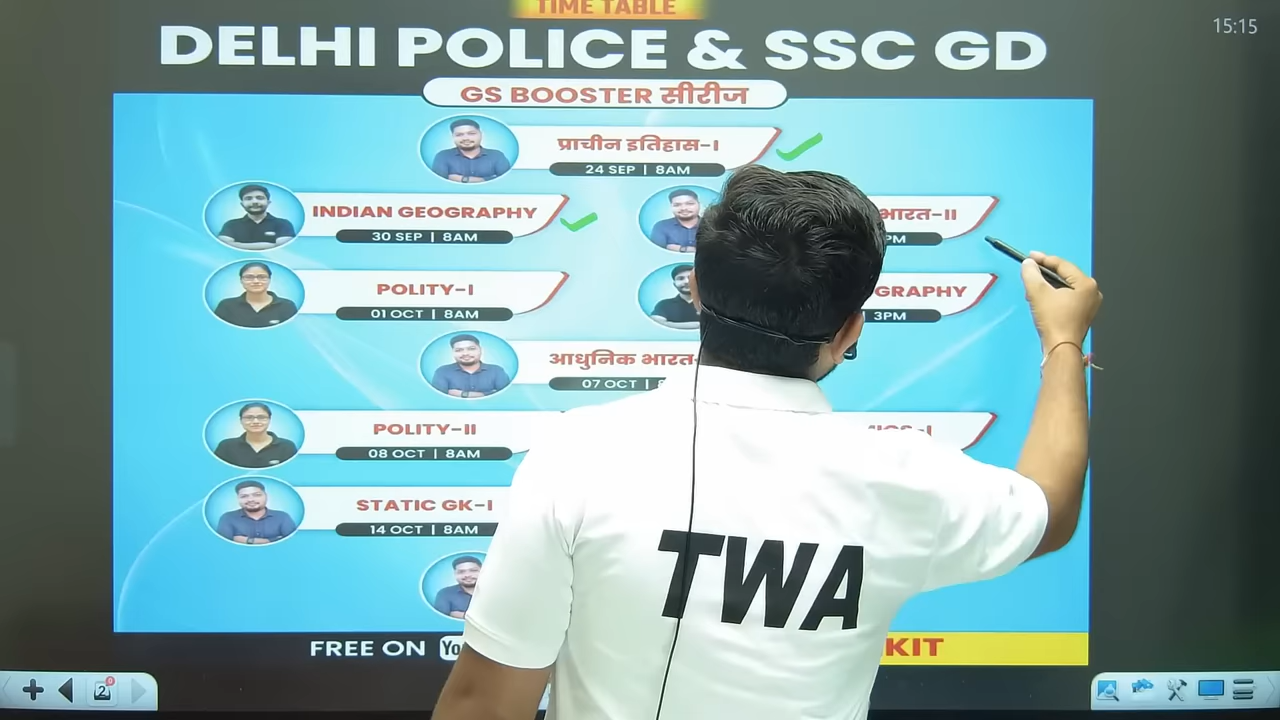 TIME TABLE
15:15
DELHI POLICE & SSC GD
GS BOOSTER सीरीज
प्राचीन इतिहास-I
24 SEP | 8AM
INDIAN GEOGRAPHY
30 SEP | 8AM
भारत-II
PM
POLITY-I
01 OCT | 8AM
GRAPHY
3PM
आधुनिक भारत-
07 OCT |
POLITY-II
08 OCT | 8AM
STATIC GK-I
14 OCT | 8AM
TWA
FREE ON
KIT
2